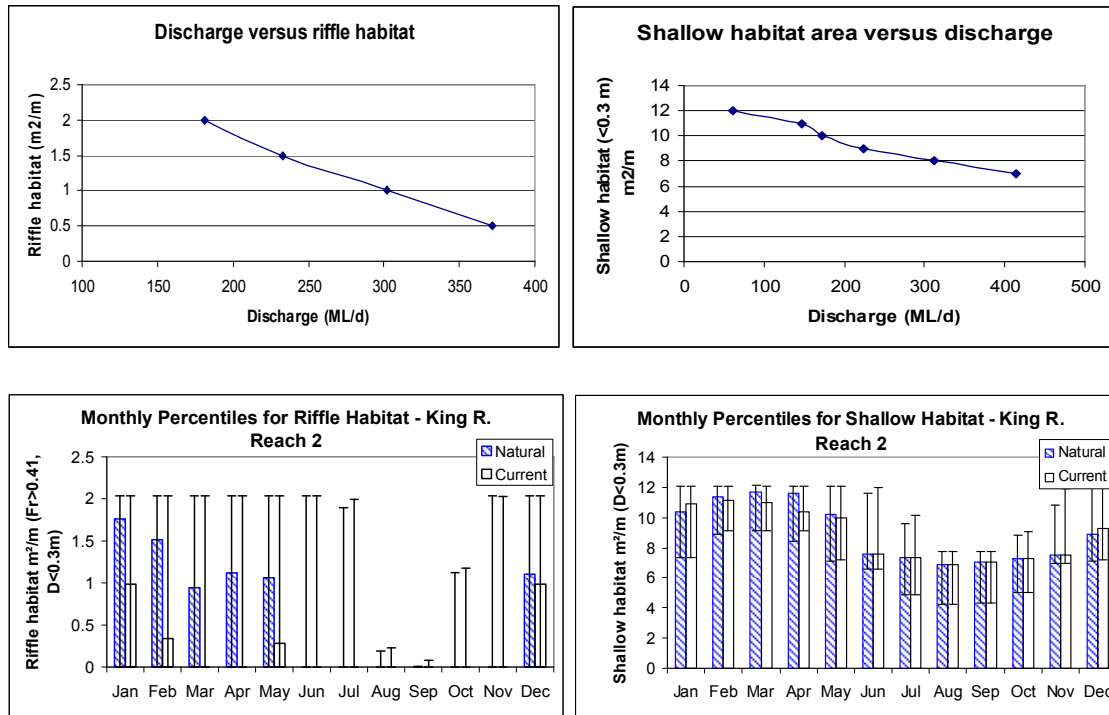 Discharge versus riffle habitat
Riffle habitat (m2/m)
2.5
2
1.5
1
0.5
0
100 150 200 250 300 350 400
Discharge (ML/d)
Shallow habitat area versus discharge
Shallow habitat (<0.3 m)
m2/m
14
12
10
8
6
4
2
0
0 100 200 300 400 500
Discharge (ML/d)
Monthly Percentiles for Riffle Habitat - King R.
Reach 2
Natural
Current
Riffle habitat m²/m (Fr>0.41,
D<0.3m)
2.5
2
1.5
1
0.5
0
Jan Feb Mar Apr May Jun Jul Aug Sep Oct Nov Dec
Monthly Percentiles for Shallow Habitat - King R.
Reach 2
Natural
Current
Shallow habitat m²/m (D<0.3m)
14
12
10
8
6
4
2
0
Jan Feb Mar Apr May Jun Jul Aug Sep Oct Nov Dec